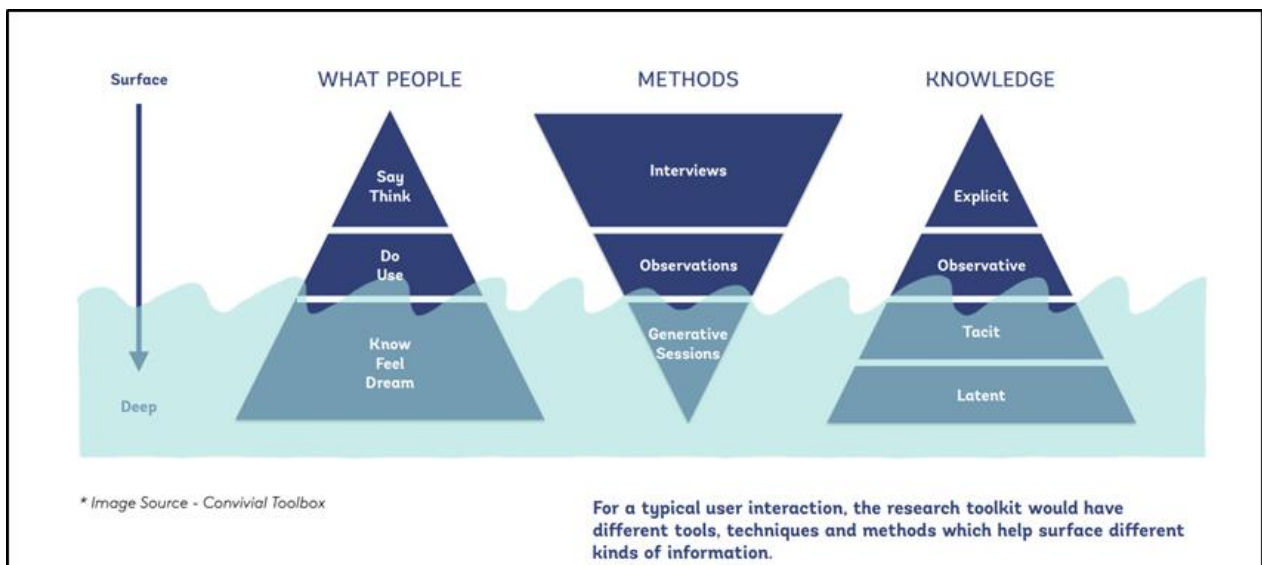 Surface
Deep
WHAT PEOPLE
Say
Think
Do
Use
Know
Feel
Dream
METHODS
Interviews
Observations
Generative
Sessions
KNOWLEDGE
Explicit
Observative
Tacit
Latent
* Image Source - Convivial Toolbox
For a typical user interaction, the research toolkit would have
different tools, techniques and methods which help surface different
kinds of information.